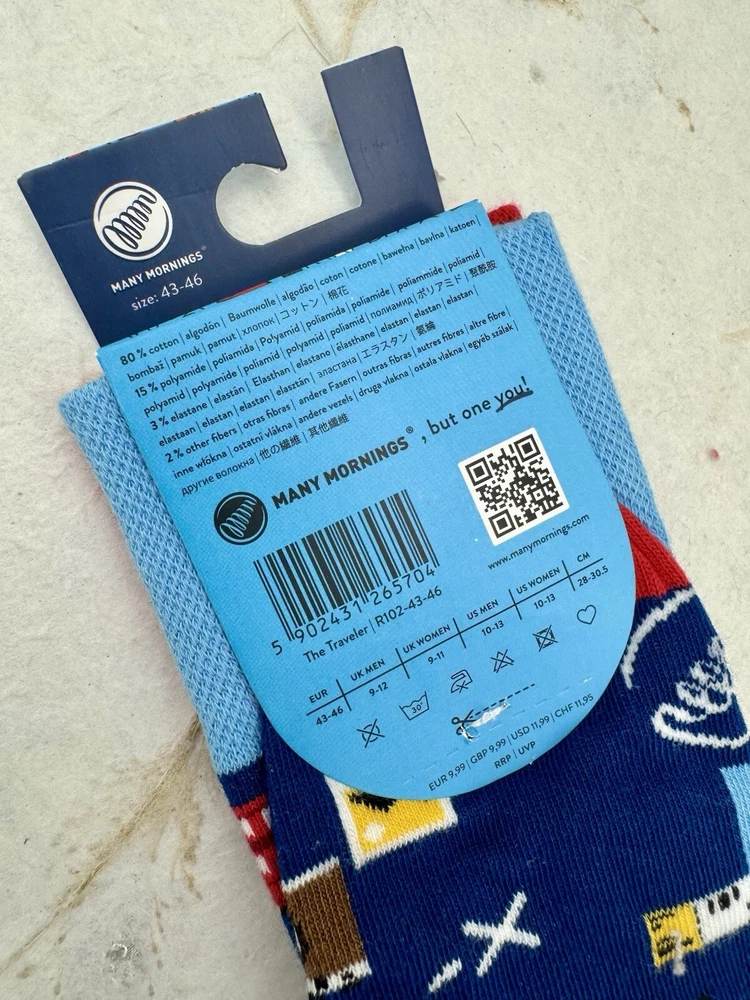 MANY MORNINGS®
size: 43-46
80 % cotton | algodón | Baumwolle | algodão | coton | cotone | bawełna | bavlna | katoen |
bombaž | pamuk | pamut | хлопок | コットン | 棉花
15 % polyamide | poliamida | Polyamid | poliamida | polyamide | poliammide | poliamid |
polyamid | polyamide | poliamid | polyamid | poliamid | полиамид | ポリアミド | 聚酰胺
3 % elastane | elastán | Elasthan | elastano | élasthane | elastan | elastan | elastan |
elastaan | elastan | elastan | elasztán | эластана | エラスタン | 氨綸
2 % other fibers | otras fibras | andere Fasern | outras fibras | autres fibres | altre fibre |
inne włókna | ostatní vlákna | andere vezels | druga vlakna | ostala vlakna | egyéb szálak |
другие волокна | 他の繊維 | 其他纖維
MANY MORNINGS®, but one you!
www.manymornings.com
5 902431 265704
The Traveler | R102-43-46
EUR UK MEN UK WOMEN US MEN US WOMEN CM
43-46 9-12 9-11 10-13 10-13 28-30.5
30°
EUR 9,99 | GBP 9,99 | USD 11,99 | CHF 11,95
RRP | UVP